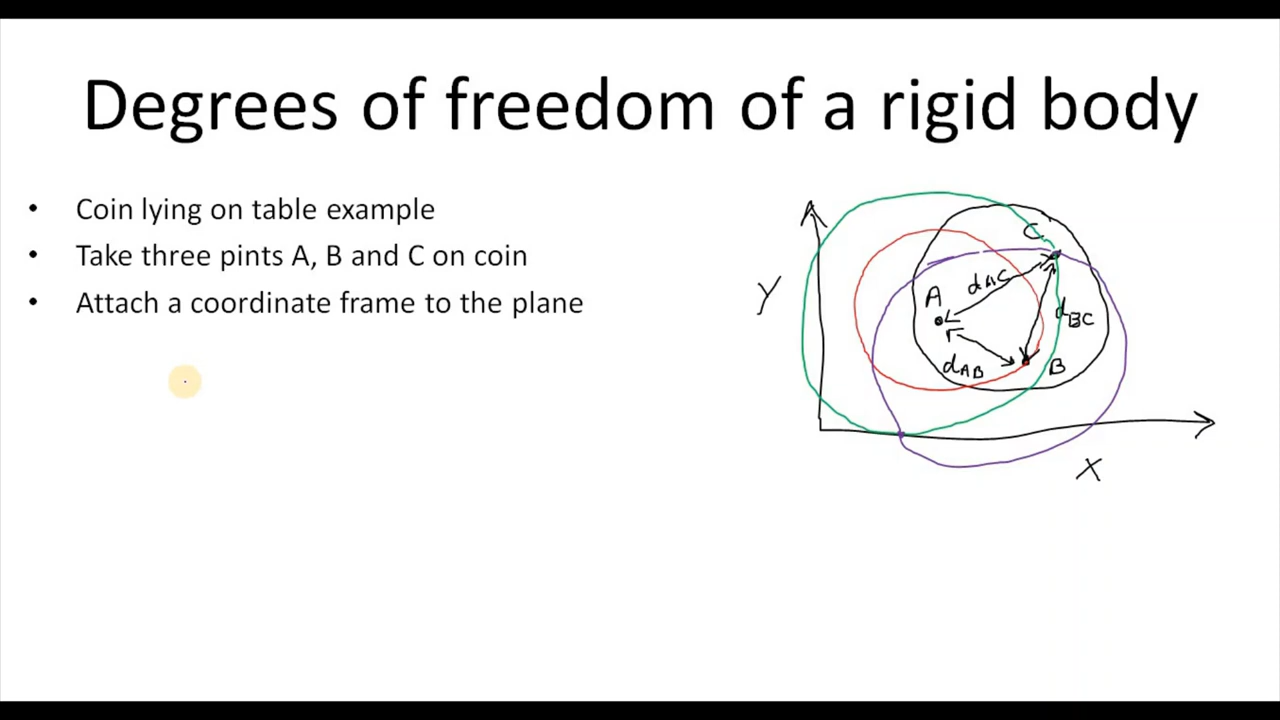 Degrees of freedom of a rigid body
• Coin lying on table example
• Take three pints A, B and C on coin
• Attach a coordinate frame to the plane
C
Y
A
dAC
dBC
dAB
B
X